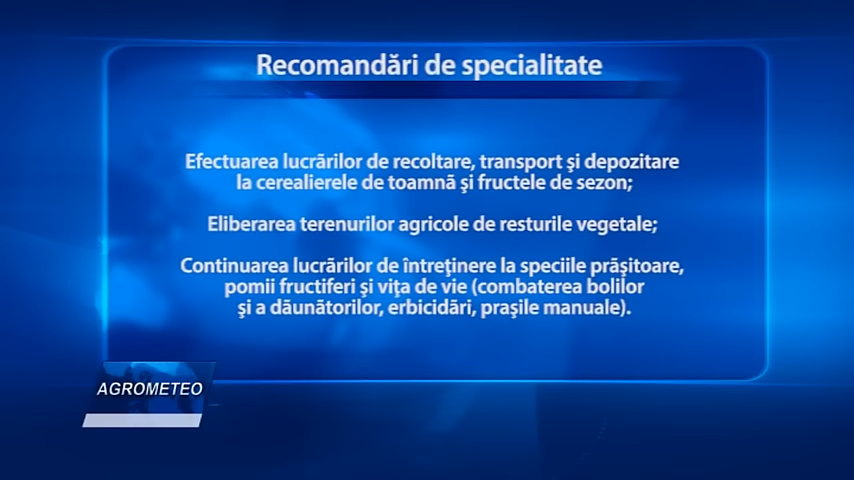 Recomandări de specialitate
Efectuarea lucrărilor de recoltare, transport şi depozitare
la cerealierele de toamnă şi fructele de sezon;
Eliberarea terenurilor agricole de resturile vegetale;
Continuarea lucrărilor de întreţinere la speciile prăşitoare,
pomii fructiferi şi viţa de vie (combaterea bolilor
şi a dăunătorilor, erbicidări, praşile manuale).
AGROMETEO